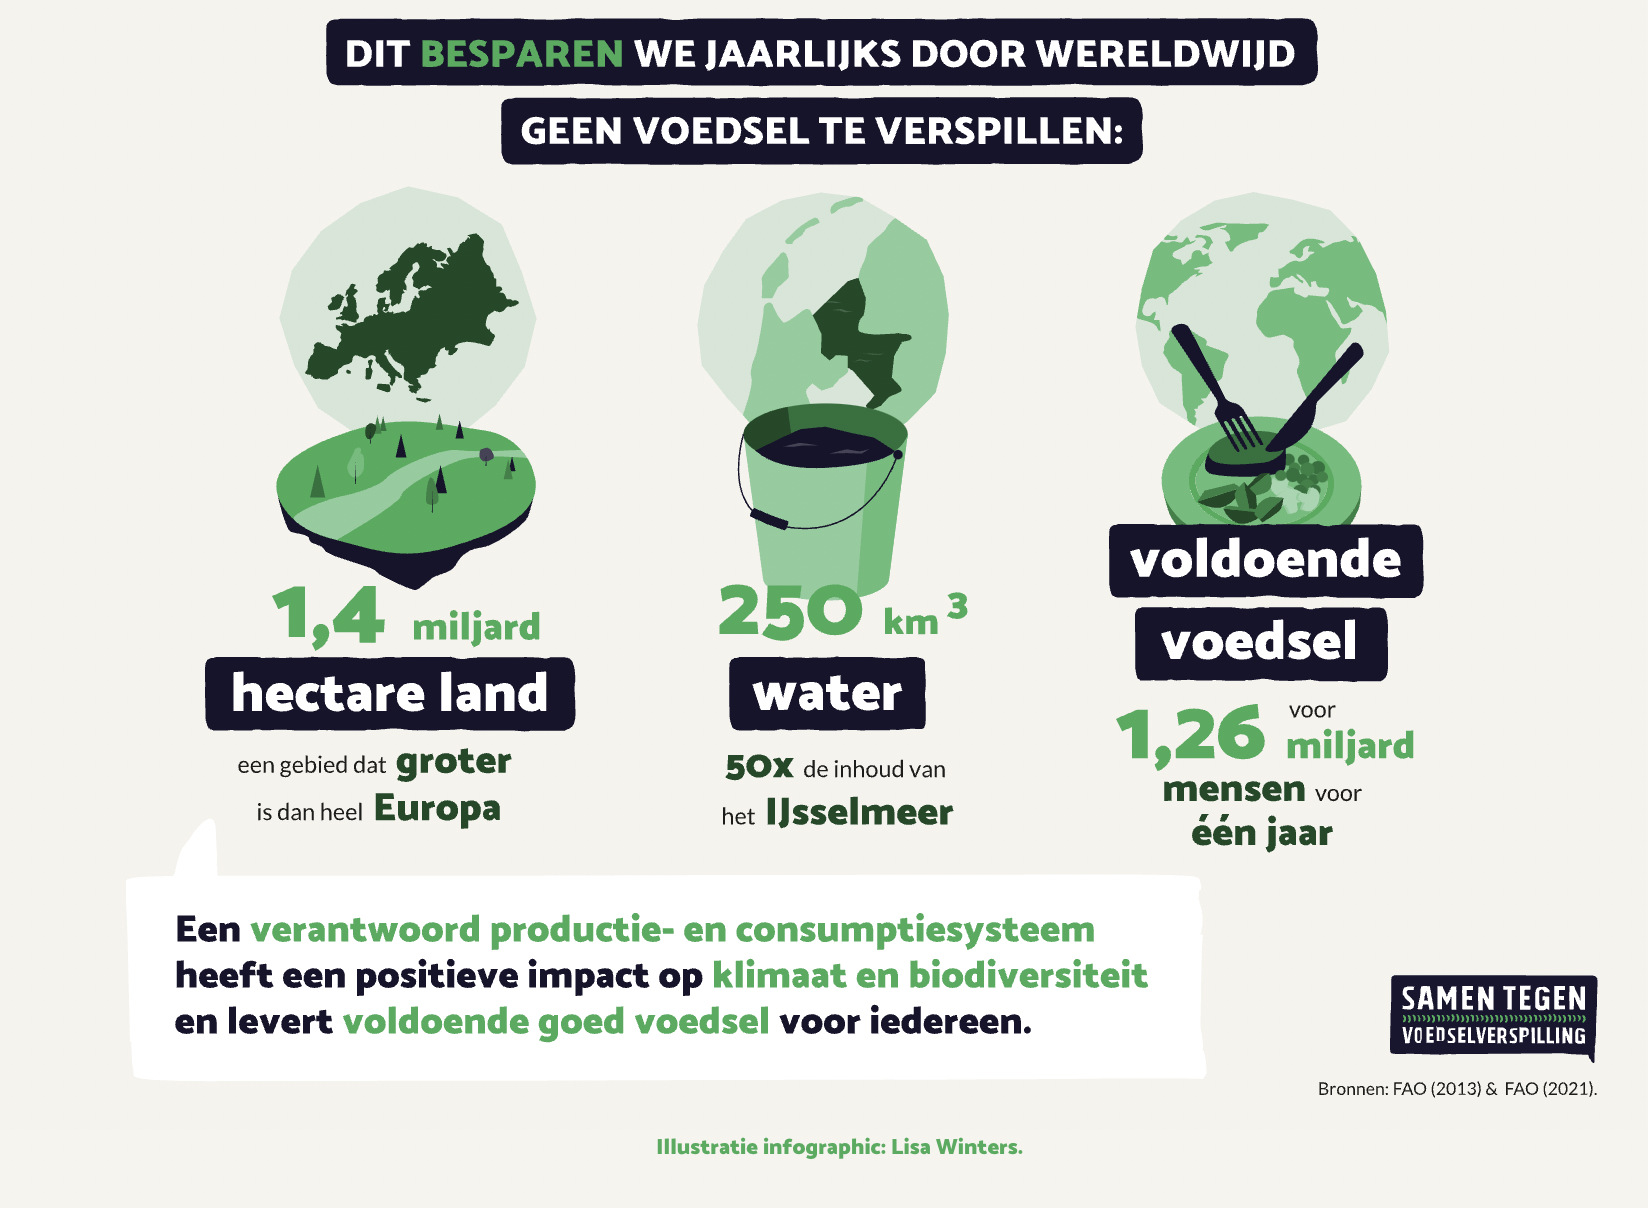 DIT BESPAREN WE JAARLIJKS DOOR WERELDWIJD
GEEN VOEDSEL TE VERSPILLEN:
1,4 miljard
hectare land
een gebied dat groter
is dan heel Europa
250 km³
water
50x de inhoud van
het IJsselmeer
voldoende
voedsel
voor
1,26 miljard
mensen voor
één jaar
Een verantwoord productie- en consumptiesysteem
heeft een positieve impact op klimaat en biodiversiteit
en levert voldoende goed voedsel voor iedereen.
SAMEN TEGEN
VOEDSELVERSPILLING
Bronnen: FAO (2013) & FAO (2021).
Illustratie infographic: Lisa Winters.